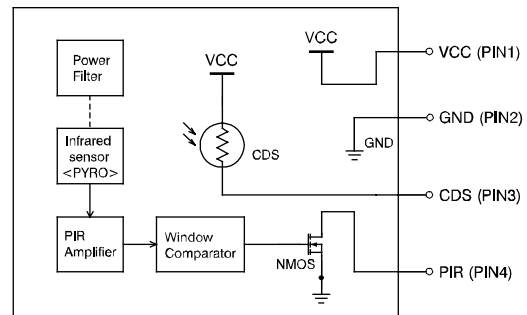 Power
Filter
VCC
VCC
VCC (PIN1)
GND (PIN2)
GND
Infrared
sensor
<PYRO>
CDS
CDS (PIN3)
PIR
Amplifier
Window
Comparator
NMOS
PIR (PIN4)